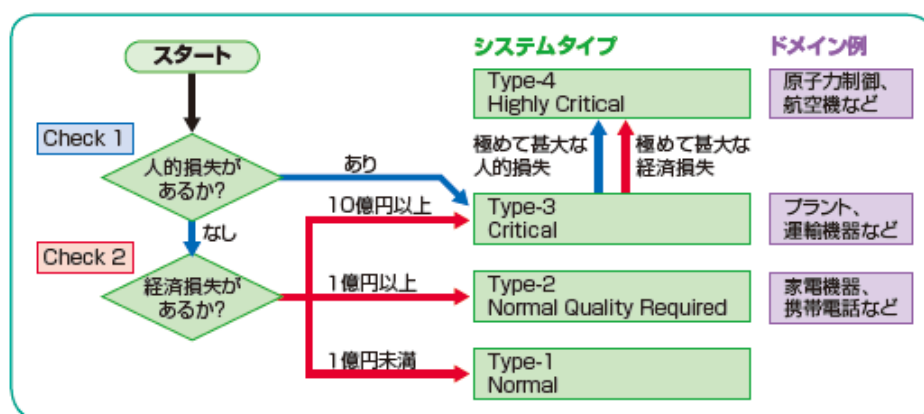 システムタイプ
ドメイン例
スタート
Type-4
Highly Critical
原子力制御、
航空機など
Check 1
人的損失が
あるか?
あり
極めて甚大な
人的損失
極めて甚大な
経済損失
10億円以上
Type-3
Critical
プラント、
運輸機器など
なし
Check 2
経済損失が
あるか?
1億円以上
Type-2
Normal Quality Required
家電機器、
携帯電話など
1億円未満
Type-1
Normal